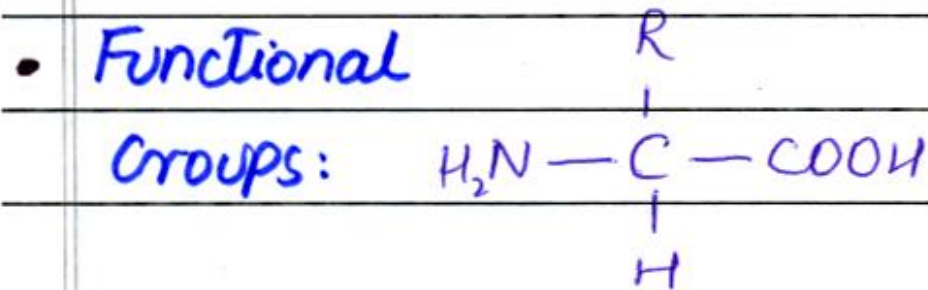 • Functional R
Groups: H₂N — C — COOH
H